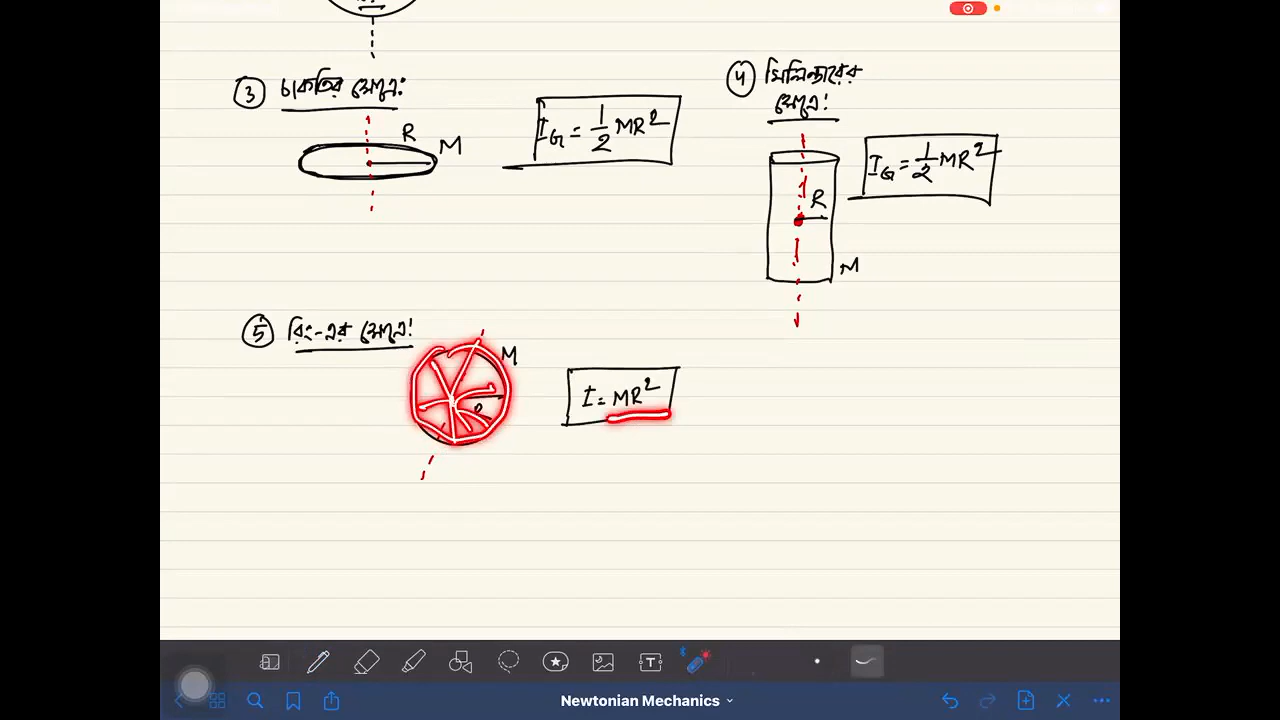 ③ চাকতির ক্ষেত্রে:
R
M
I_G = 1/2 MR²
④ সিলিন্ডারের
ক্ষেত্রে!
I_G = 1/2 MR²
R
M
⑤ রিং-এর ক্ষেত্রে!
M
R
I = MR²
T
Newtonian Mechanics